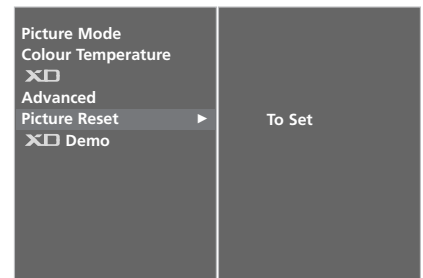 Picture Mode
Colour Temperature
XD
Advanced
Picture Reset ► To Set
XD Demo